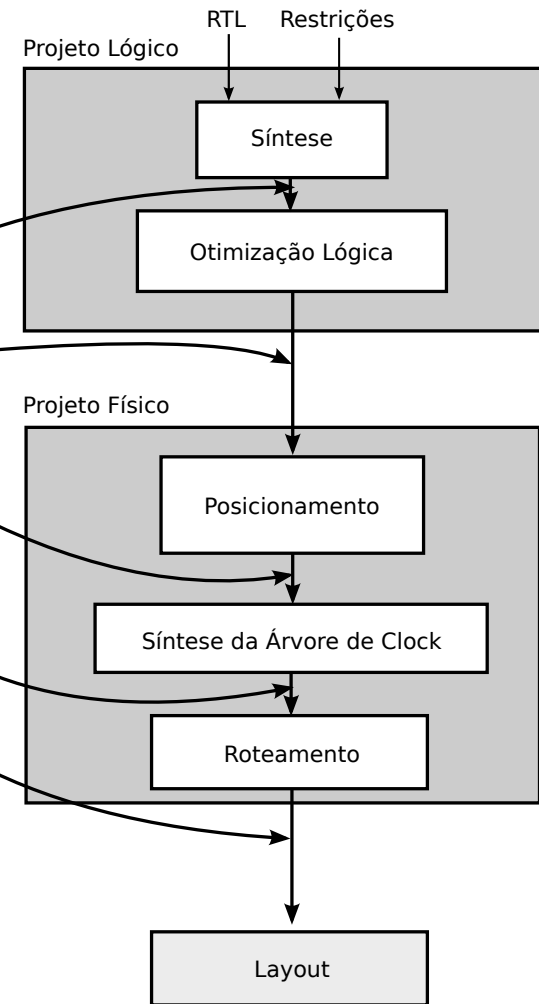 RTL
Restrições
Projeto Lógico
Síntese
Otimização Lógica
Projeto Físico
Posicionamento
Síntese da Árvore de Clock
Roteamento
Layout